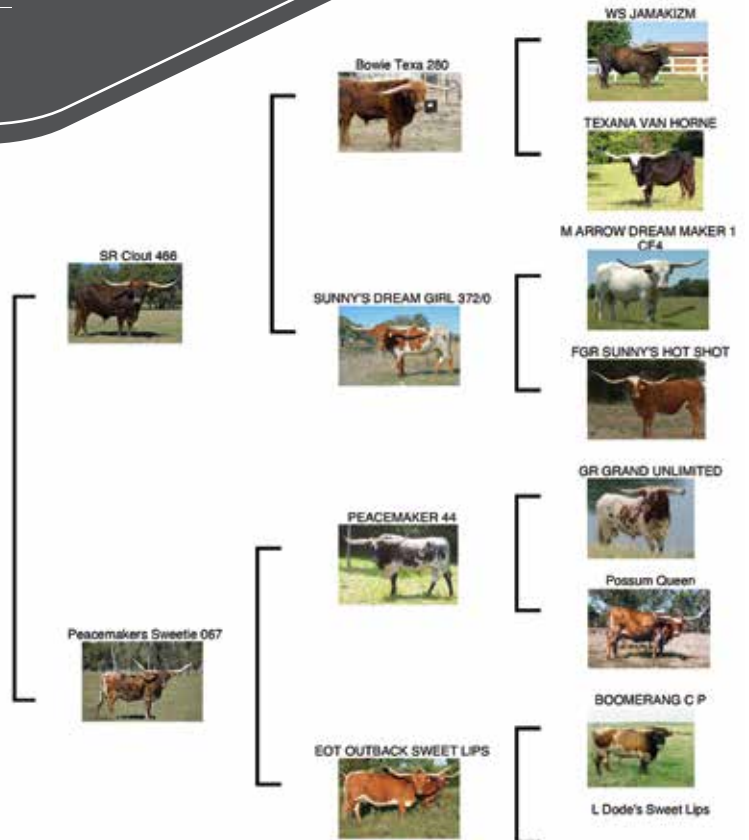 WS JAMAKIZM
Bowie Texa 280
TEXANA VAN HORNE
SR Clout 466
M ARROW DREAM MAKER 1
CF4
SUNNY'S DREAM GIRL 372/0
FGR SUNNY'S HOT SHOT
GR GRAND UNLIMITED
PEACEMAKER 44
Possum Queen
Peacemakers Sweetie 067
BOOMERANG C P
EOT OUTBACK SWEET LIPS
L Dode's Sweet Lips